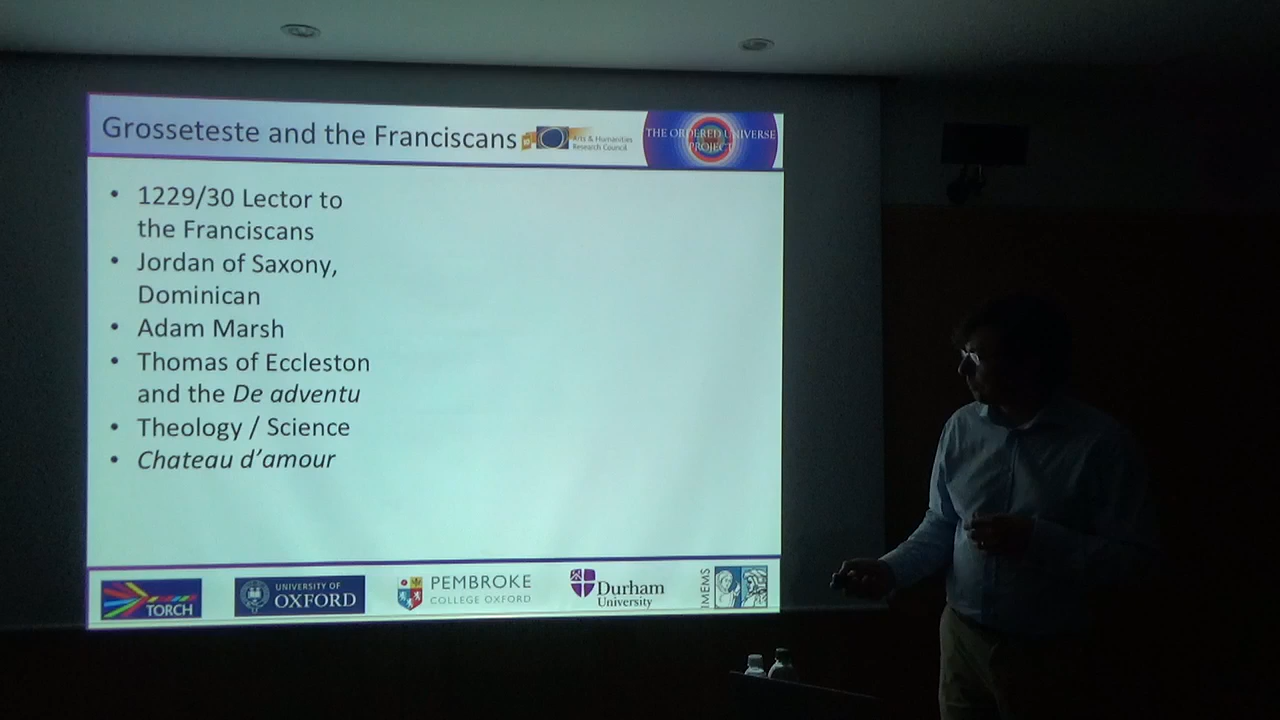 Grosseteste and the Franciscans
Arts & Humanities
Research Council
THE ORDERED UNIVERSE
PROJECT
• 1229/30 Lector to
the Franciscans
• Jordan of Saxony,
Dominican
• Adam Marsh
• Thomas of Eccleston
and the De adventu
• Theology / Science
• Chateau d’amour
TORCH
UNIVERSITY OF
OXFORD
PEMBROKE
COLLEGE OXFORD
Durham
University
IMEMS